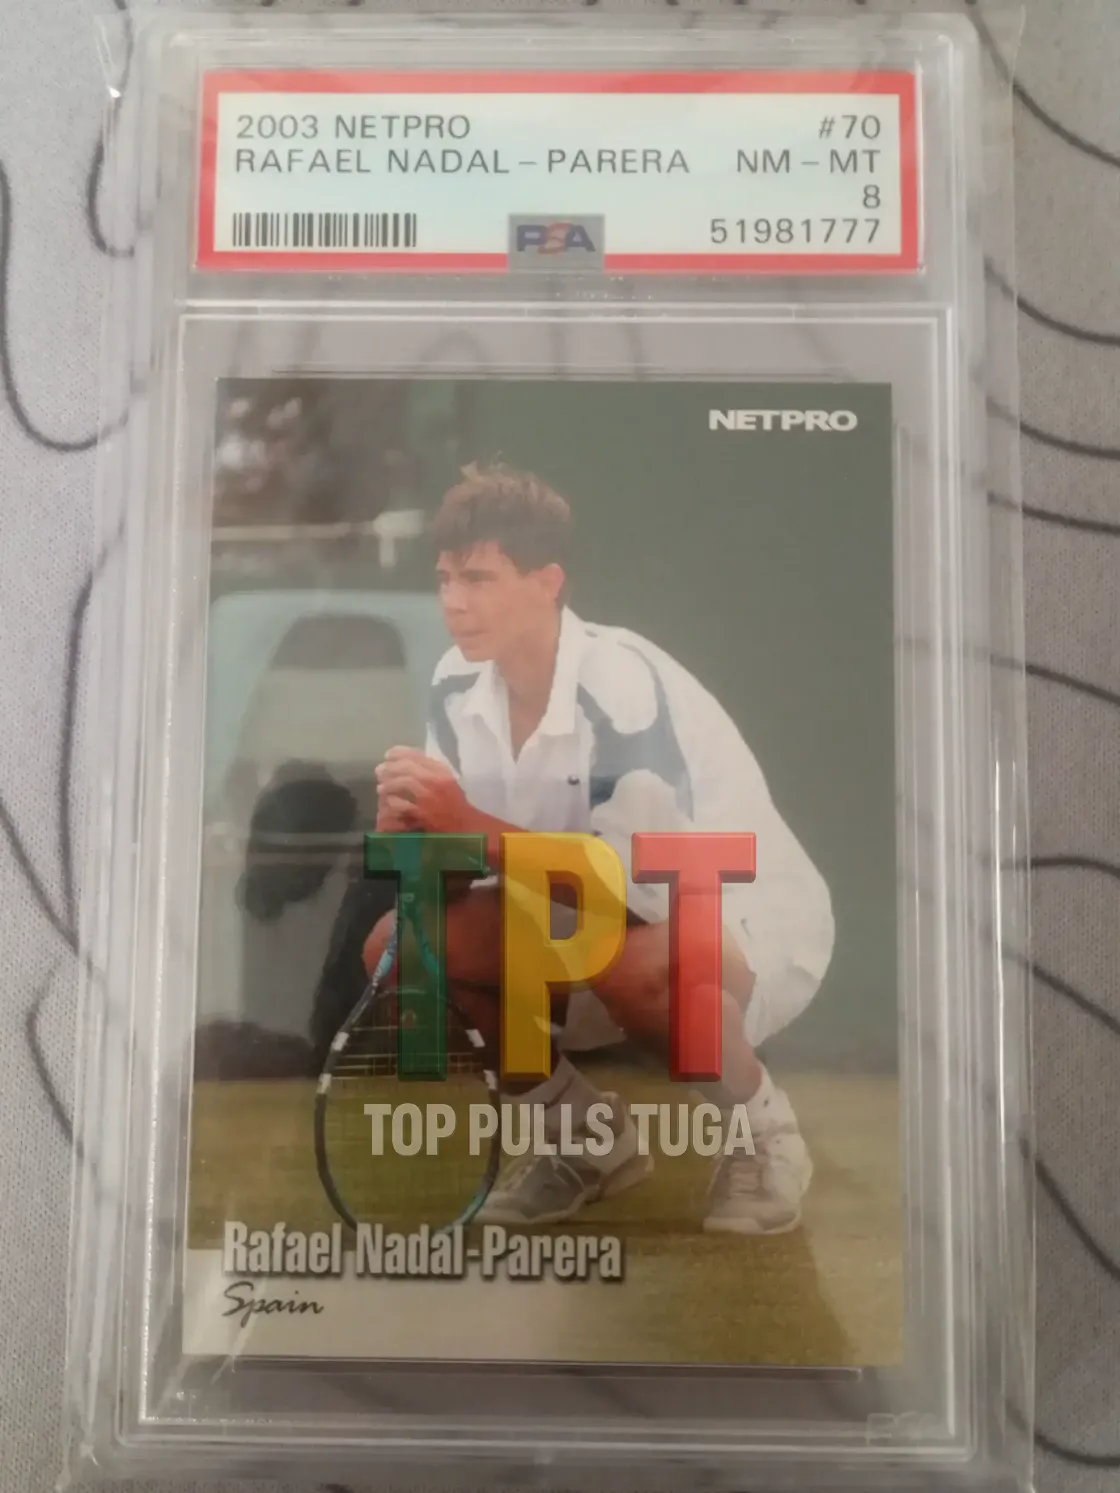 2003 NETPRO #70
RAFAEL NADAL-PARERA NM-MT
8
PSA 51981777
NETPRO
TPT
TOP PULLS TUGA
Rafael Nadal-Parera
Spain